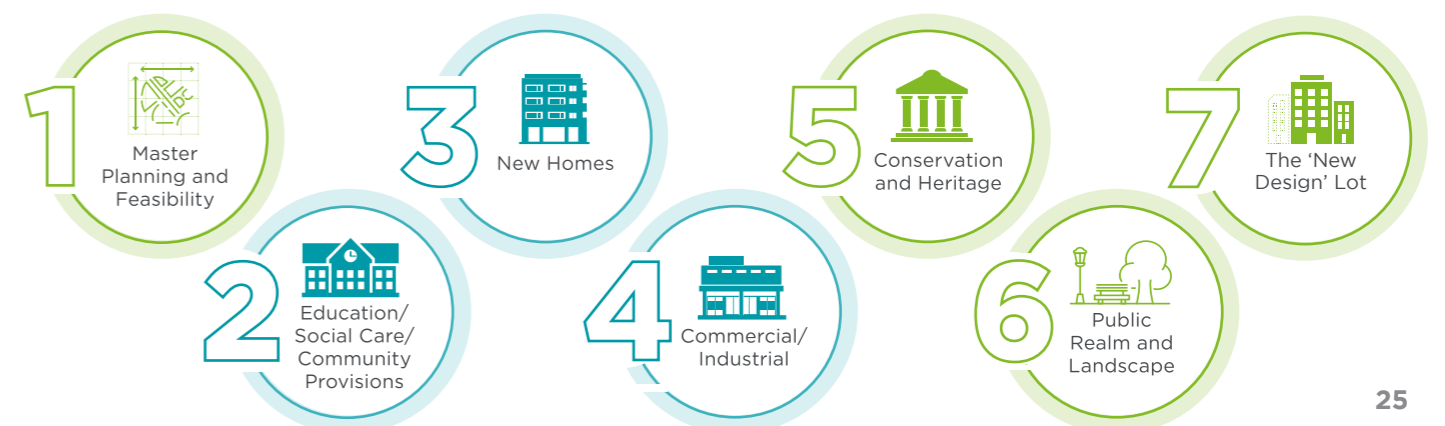 1
Master
Planning and
Feasibility
2
Education/
Social Care/
Community
Provisions
3
New Homes
4
Commercial/
Industrial
5
Conservation
and Heritage
6
Public
Realm and
Landscape
7
The ‘New
Design’ Lot
25